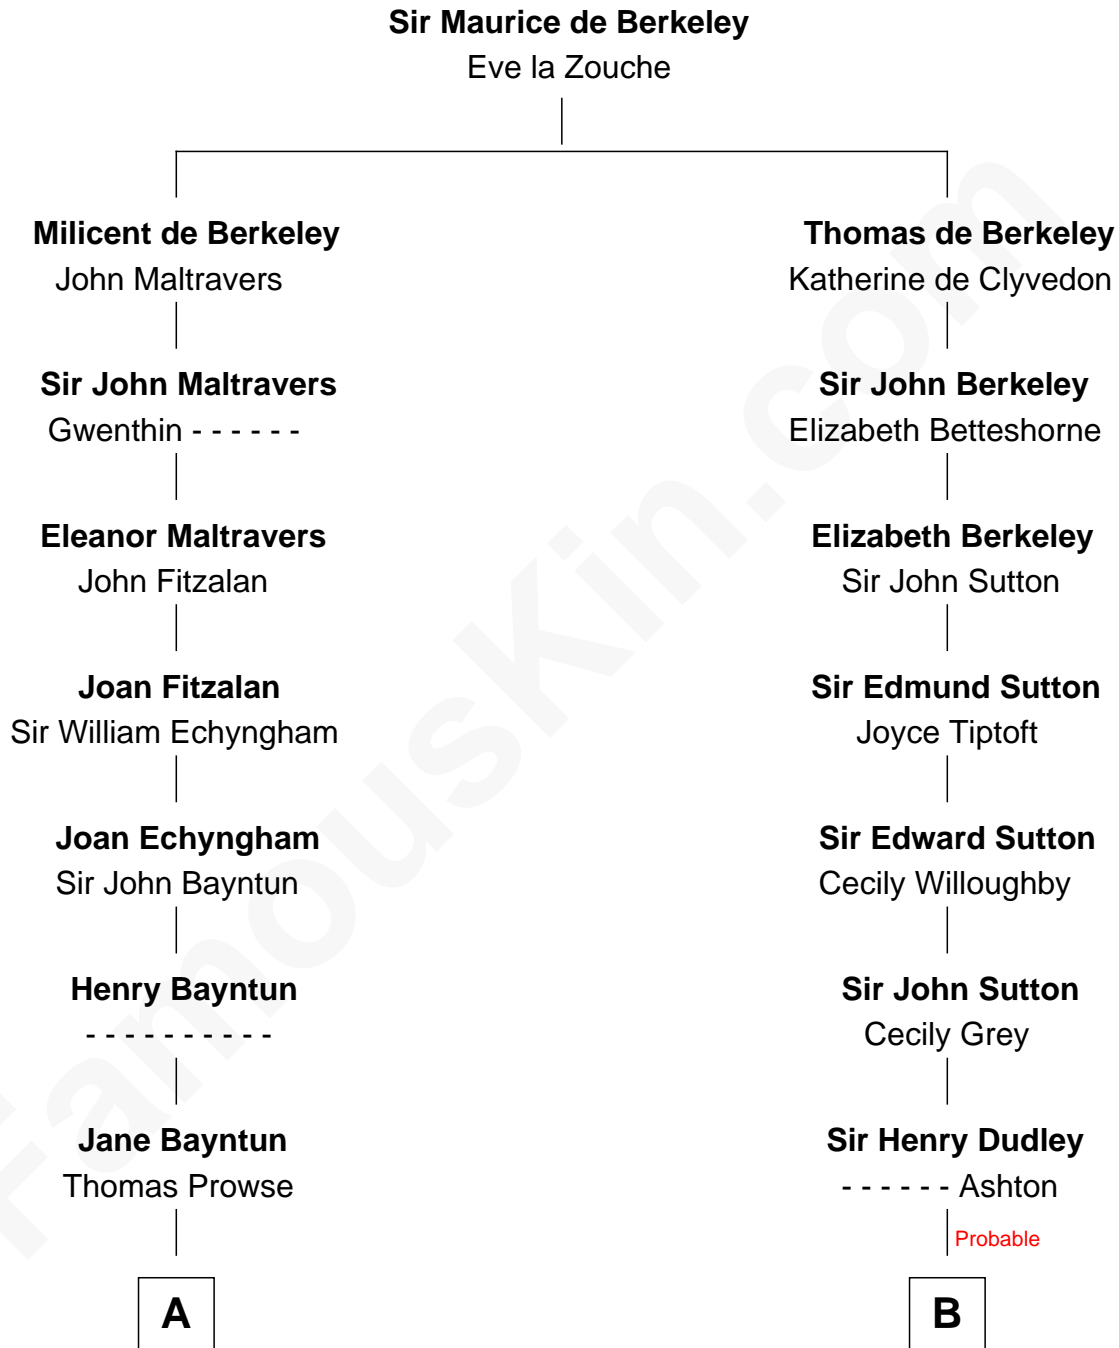 Sir Maurice de Berkeley
Eve la Zouche
Milicent de Berkeley
John Maltravers
Thomas de Berkeley
Katherine de Clyvedon
Sir John Maltravers
Gwenthin - - - - - -
Sir John Berkeley
Elizabeth Betteshorne
Eleanor Maltravers
John Fitzalan
Elizabeth Berkeley
Sir John Sutton
Joan Fitzalan
Sir William Echyngham
Sir Edmund Sutton
Joyce Tiptoft
Joan Echyngham
Sir John Bayntun
Sir Edward Sutton
Cecily Willoughby
Henry Bayntun
- - - - - - - - - -
Sir John Sutton
Cecily Grey
Jane Bayntun
Thomas Prowse
Sir Henry Dudley
- - - - - - Ashton
Probable
A
B
FamousKin.com